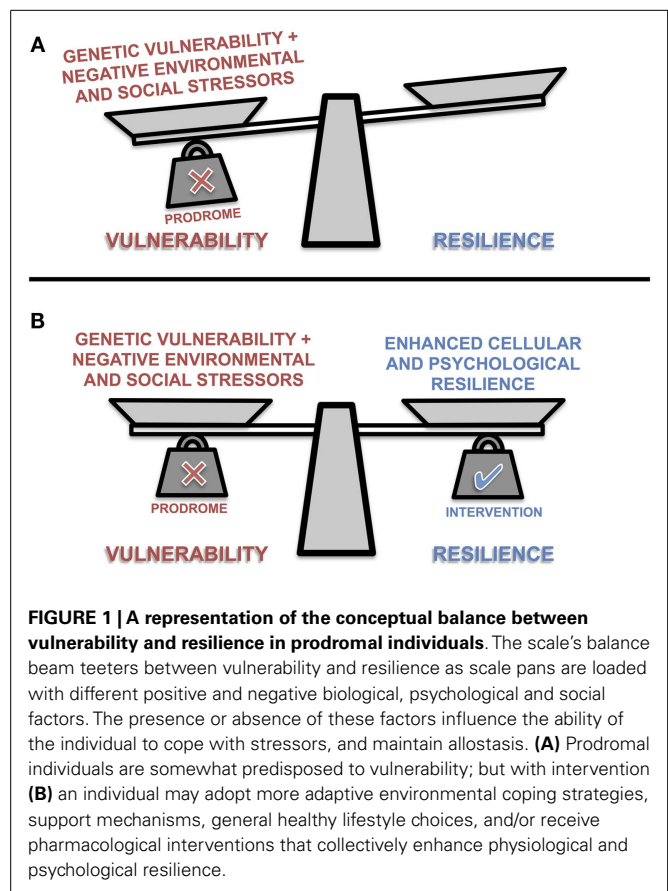 A
GENETIC VULNERABILITY +
NEGATIVE ENVIRONMENTAL
AND SOCIAL STRESSORS
PRODROME
VULNERABILITY
RESILIENCE
B
GENETIC VULNERABILITY +
NEGATIVE ENVIRONMENTAL
AND SOCIAL STRESSORS
ENHANCED CELLULAR
AND PSYCHOLOGICAL
RESILIENCE
PRODROME
INTERVENTION
VULNERABILITY
RESILIENCE
FIGURE 1 | A representation of the conceptual balance between
vulnerability and resilience in prodromal individuals. The scale's balance
beam teeters between vulnerability and resilience as scale pans are loaded
with different positive and negative biological, psychological and social
factors. The presence or absence of these factors influence the ability of
the individual to cope with stressors, and maintain allostasis. (A) Prodromal
individuals are somewhat predisposed to vulnerability; but with intervention
(B) an individual may adopt more adaptive environmental coping strategies,
support mechanisms, general healthy lifestyle choices, and/or receive
pharmacological interventions that collectively enhance physiological and
psychological resilience.